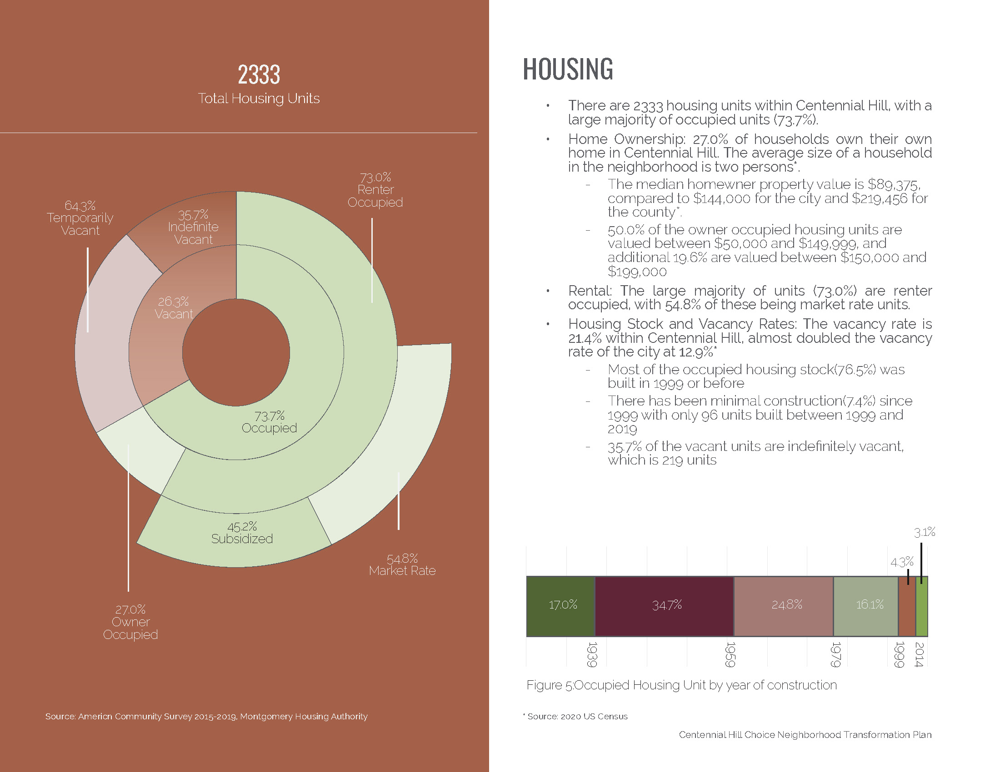 2333
Total Housing Units
73.0%
Renter
Occupied
64.3%
Temporarily
Vacant
35.7%
Indefinite
Vacant
26.3%
Vacant
73.7%
Occupied
45.2%
Subsidized
54.8%
Market Rate
27.0%
Owner
Occupied
Source: Americn Community Survey 2015-2019, Montgomery Housing Authority
HOUSING
• There are 2333 housing units within Centennial Hill, with a
large majority of occupied units (73.7%).
• Home Ownership: 27.0% of households own their own
home in Centennial Hill. The average size of a household
in the neighborhood is two persons*.
- The median homewner property value is $89,375,
compared to $144,000 for the city and $219,456 for
the county*.
- 50.0% of the owner occupied housing units are
valued between $50,000 and $149,999, and
additional 19.6% are valued between $150,000 and
$199,000
• Rental: The large majority of units (73.0%) are renter
occupied, with 54.8% of these being market rate units.
• Housing Stock and Vacancy Rates: The vacancy rate is
21.4% within Centennial Hill, almost doubled the vacancy
rate of the city at 12.9%*
- Most of the occupied housing stock(76.5%) was
built in 1999 or before
- There has been minimal construction(7.4%) since
1999 with only 96 units built between 1999 and
2019
- 35.7% of the vacant units are indefinitely vacant,
which is 219 units
3.1%
4.3%
17.0% 34.7% 24.8% 16.1%
1939 1959 1979 1999 2014
Figure 5:Occupied Housing Unit by year of construction
* Source: 2020 US Census
Centennial Hill Choice Neighborhood Transformation Plan